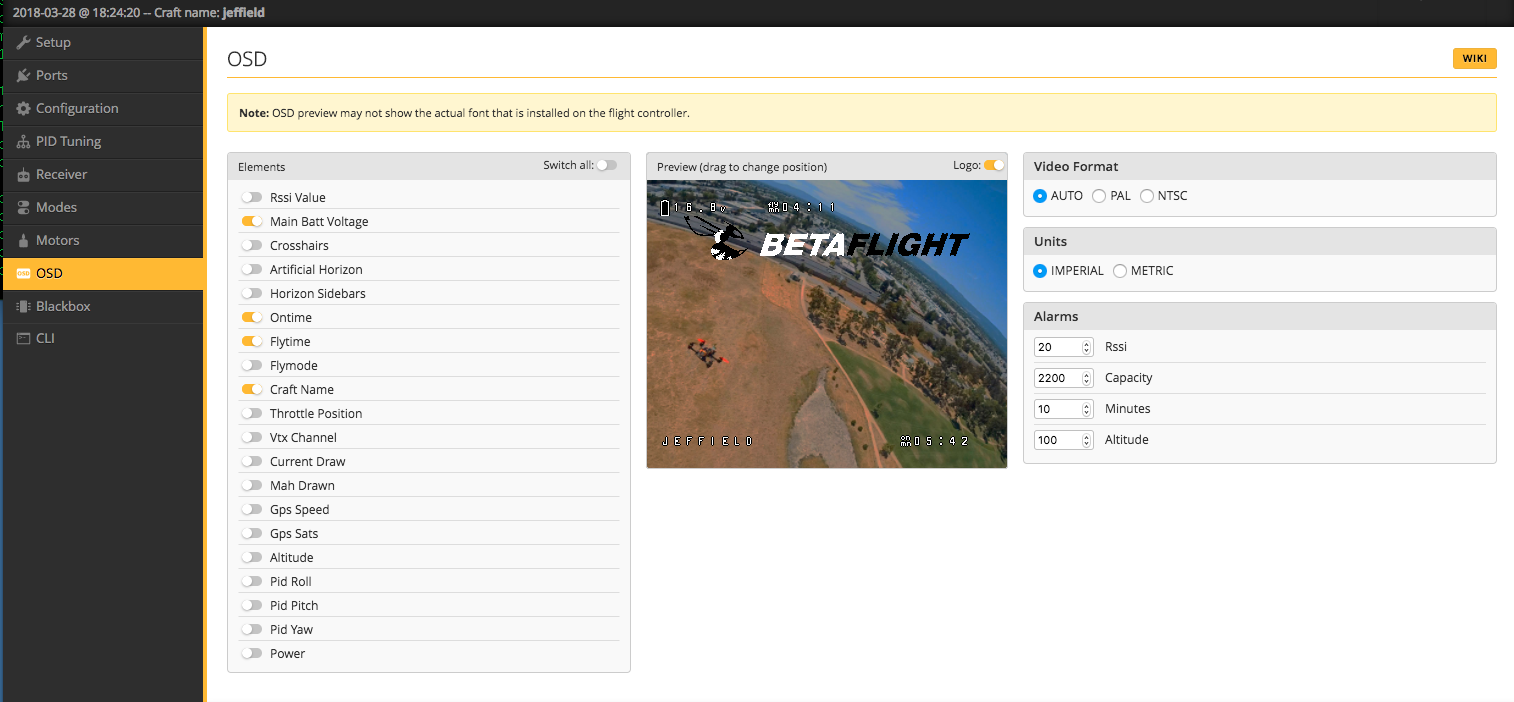 2018-03-28 @ 18:24:20 -- Craft name: jeffield
Setup
Ports
Configuration
PID Tuning
Receiver
Modes
Motors
OSD
Blackbox
CLI
OSD
WIKI
Note: OSD preview may not show the actual font that is installed on the flight controller.
Elements
Switch all:
Rssi Value
Main Batt Voltage
Crosshairs
Artificial Horizon
Horizon Sidebars
Ontime
Flytime
Flymode
Craft Name
Throttle Position
Vtx Channel
Current Draw
Mah Drawn
Gps Speed
Gps Sats
Altitude
Pid Roll
Pid Pitch
Pid Yaw
Power
Preview (drag to change position)
Logo:
16.8v
FLY MN 04:11
BETAFLIGHT
JEFFIELD
ON MN 05:42
Video Format
AUTO PAL NTSC
Units
IMPERIAL METRIC
Alarms
20 Rssi
2200 Capacity
10 Minutes
100 Altitude